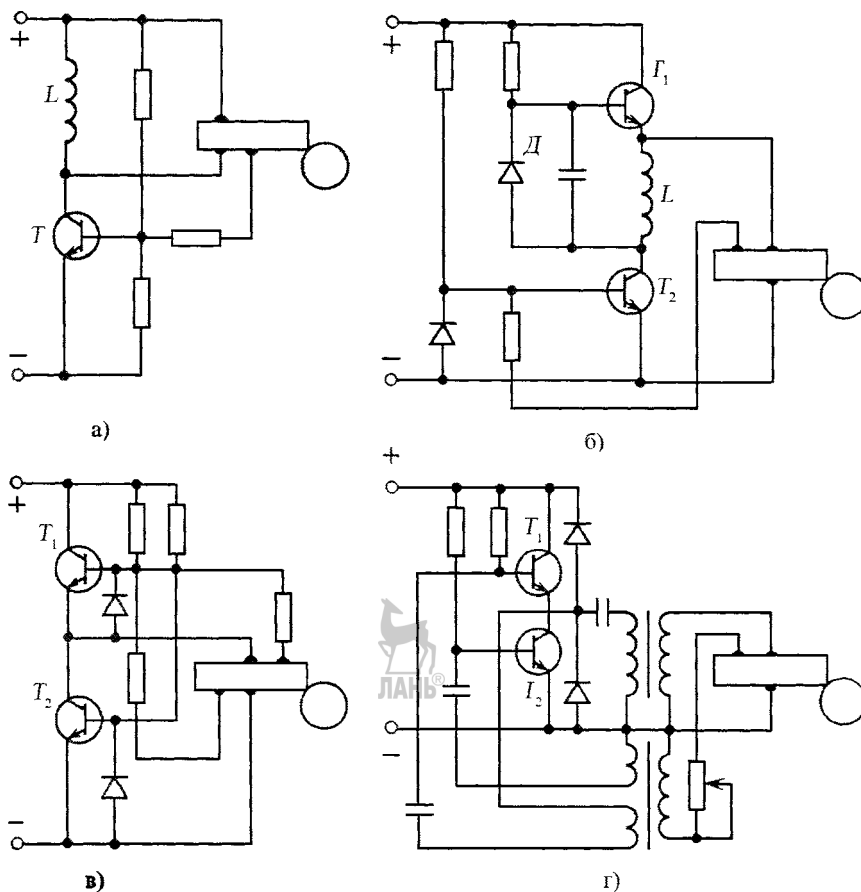 +
L
T
−
а)
+
Г₁
Д
L
T₂
−
б)
+
T₁
T₂
−
в)
+
T₁
I₂
ЛАНЬ®
−
г)